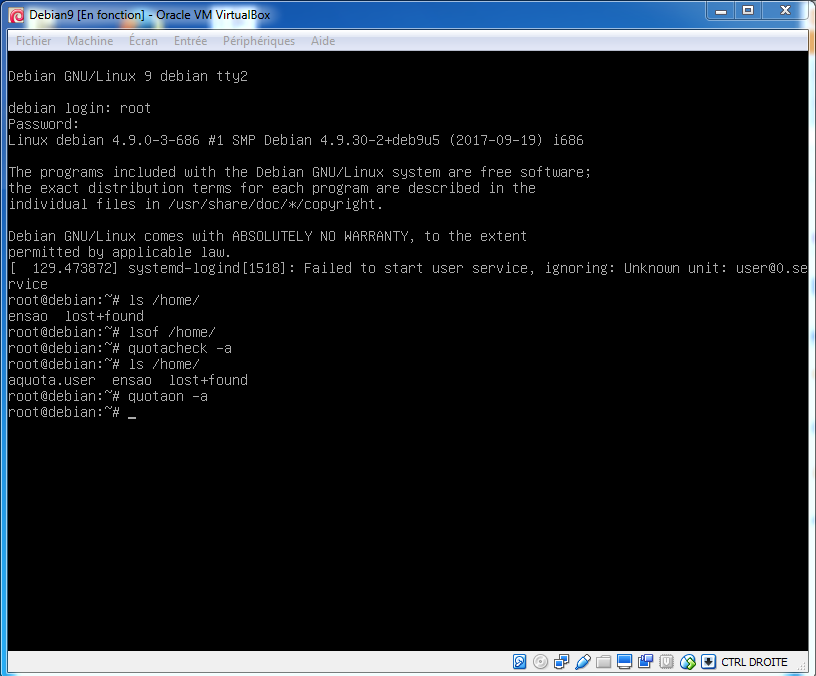 Debian9 [En fonction] - Oracle VM VirtualBox
Fichier Machine Écran Entrée Périphériques Aide
Debian GNU/Linux 9 debian tty2
debian login: root
Password:
Linux debian 4.9.0-3-686 #1 SMP Debian 4.9.30-2+deb9u5 (2017-09-19) i686
The programs included with the Debian GNU/Linux system are free software;
the exact distribution terms for each program are described in the
individual files in /usr/share/doc/*/copyright.
Debian GNU/Linux comes with ABSOLUTELY NO WARRANTY, to the extent
permitted by applicable law.
[  129.473872] systemd-logind[1518]: Failed to start user service, ignoring: Unknown unit: user@0.se
rvice
root@debian:~# ls /home/
ensao  lost+found
root@debian:~# lsof /home/
root@debian:~# quotacheck -a
root@debian:~# ls /home/
aquota.user  ensao  lost+found
root@debian:~# quotaon -a
root@debian:~# _
CTRL DROITE